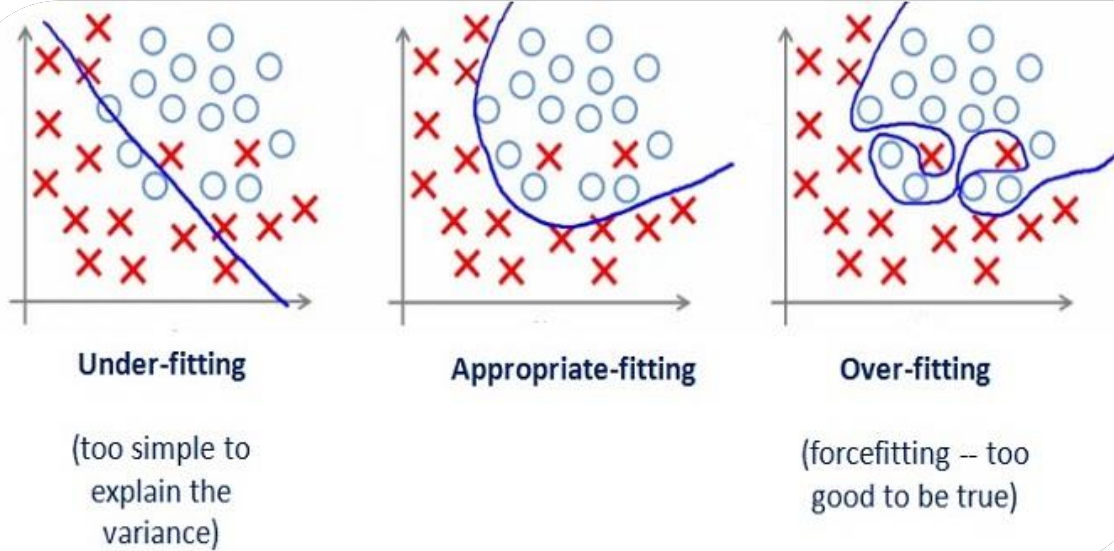 Under-fitting
(too simple to
explain the
variance)
Appropriate-fitting
Over-fitting
(forcefitting -- too
good to be true)